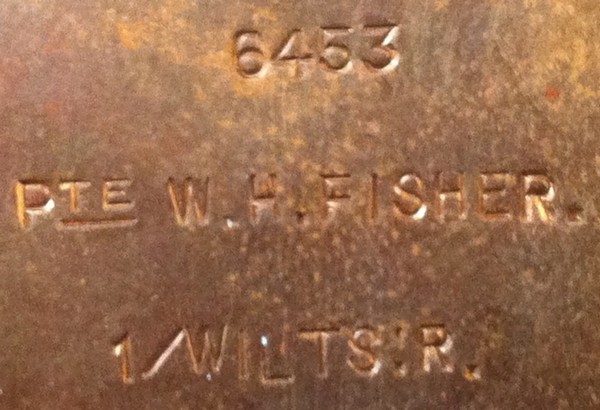 6453
PTE W.H.FISHER.
1/WILTS:R.